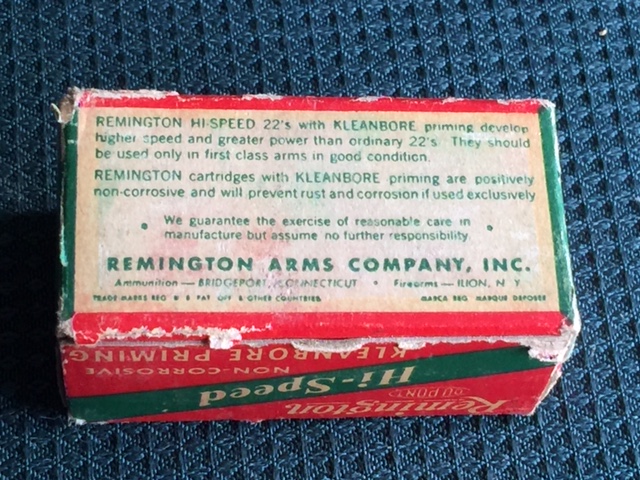 REMINGTON HI-SPEED 22's with KLEANBORE priming develop
higher speed and greater power than ordinary 22's. They should
be used only in first class arms in good condition.
REMINGTON cartridges with KLEANBORE priming are positively
non-corrosive and will prevent rust and corrosion if used exclusively
• We guarantee the exercise of reasonable care in •
manufacture but assume no further responsibility.
REMINGTON ARMS COMPANY, INC.
Ammunition — BRIDGEPORT, CONNECTICUT • Firearms — ILION, N. Y.
TRADE MARKS REG. U. S. PAT. OFF. & OTHER COUNTRIES MARCA REG. MARQUE DEPOSEE
KLEANBORE PRIMING
NON-CORROSIVE
Hi-Speed
DU PONT
Remington